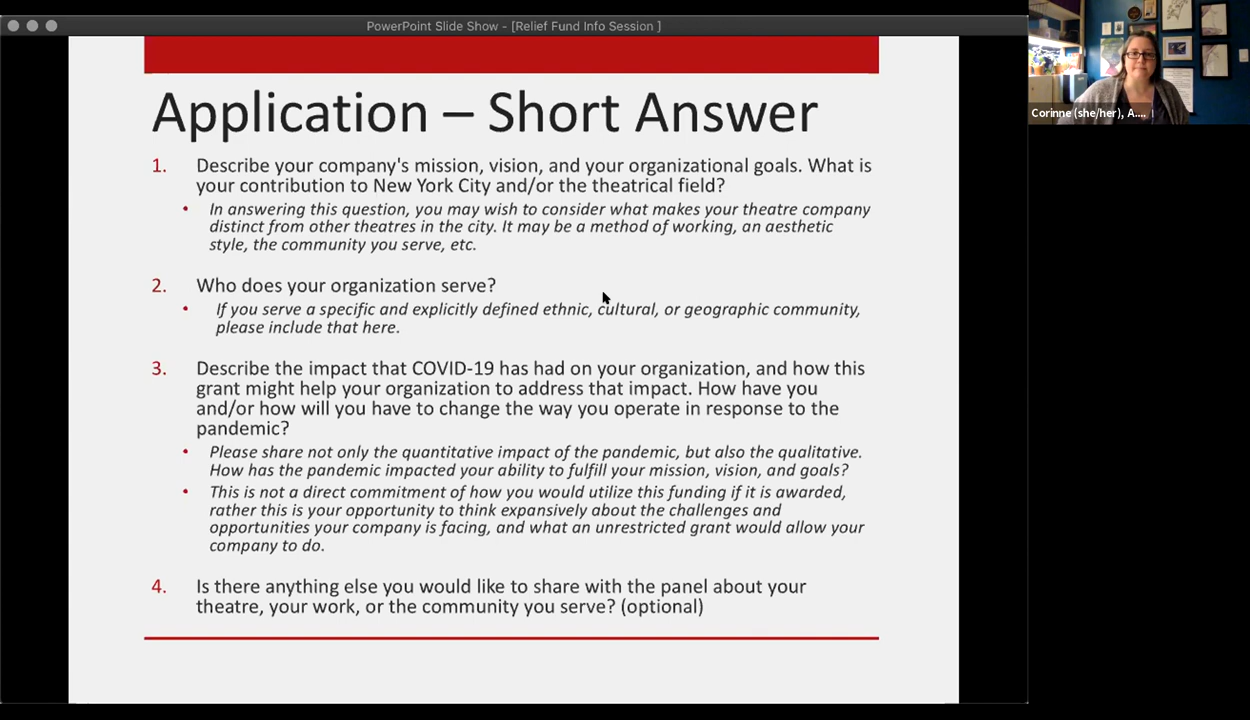 PowerPoint Slide Show - [Relief Fund Info Session ]
Application – Short Answer
1. Describe your company's mission, vision, and your organizational goals. What is
your contribution to New York City and/or the theatrical field?
• In answering this question, you may wish to consider what makes your theatre company
distinct from other theatres in the city. It may be a method of working, an aesthetic
style, the community you serve, etc.
2. Who does your organization serve?
• If you serve a specific and explicitly defined ethnic, cultural, or geographic community,
please include that here.
3. Describe the impact that COVID-19 has had on your organization, and how this
grant might help your organization to address that impact. How have you
and/or how will you have to change the way you operate in response to the
pandemic?
• Please share not only the quantitative impact of the pandemic, but also the qualitative.
How has the pandemic impacted your ability to fulfill your mission, vision, and goals?
• This is not a direct commitment of how you would utilize this funding if it is awarded,
rather this is your opportunity to think expansively about the challenges and
opportunities your company is facing, and what an unrestricted grant would allow your
company to do.
4. Is there anything else you would like to share with the panel about your
theatre, your work, or the community you serve? (optional)
Corinne (she/her), A....